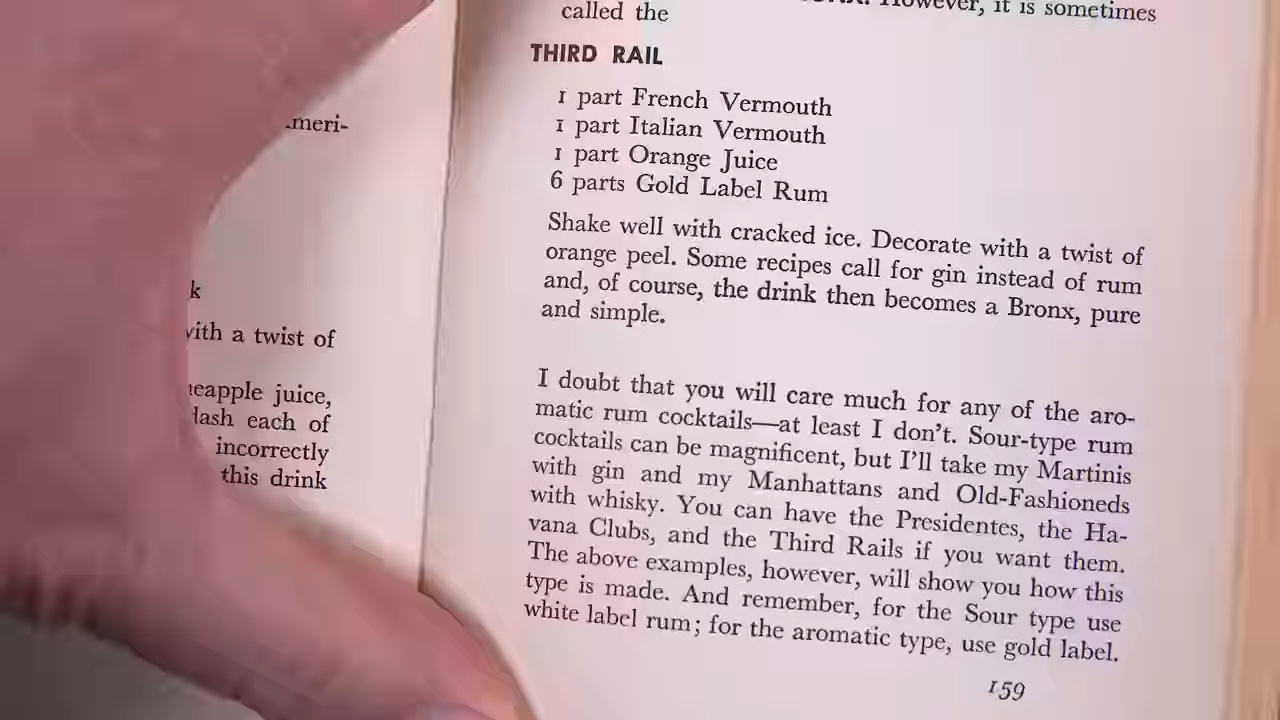 meri-
k
with a twist of
neapple juice,
dash each of
incorrectly
this drink
However, it is sometimes
called the
THIRD RAIL
1 part French Vermouth
1 part Italian Vermouth
1 part Orange Juice
6 parts Gold Label Rum
Shake well with cracked ice. Decorate with a twist of
orange peel. Some recipes call for gin instead of rum
and, of course, the drink then becomes a Bronx, pure
and simple.
I doubt that you will care much for any of the aro-
matic rum cocktails—at least I don't. Sour-type rum
cocktails can be magnificent, but I'll take my Martinis
with gin and my Manhattans and Old-Fashioneds
with whisky. You can have the Presidentes, the Ha-
vana Clubs, and the Third Rails if you want them.
The above examples, however, will show you how this
type is made. And remember, for the Sour type use
white label rum; for the aromatic type, use gold label.
159